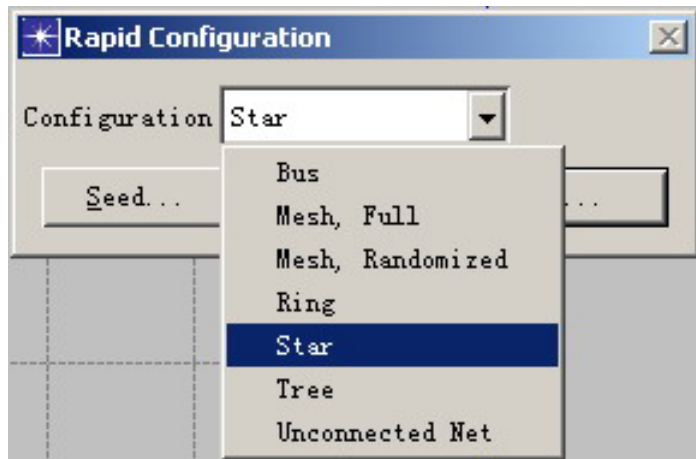 Rapid Configuration
Configuration Star
Seed... ...
Bus
Mesh, Full
Mesh, Randomized
Ring
Star
Tree
Unconnected Net